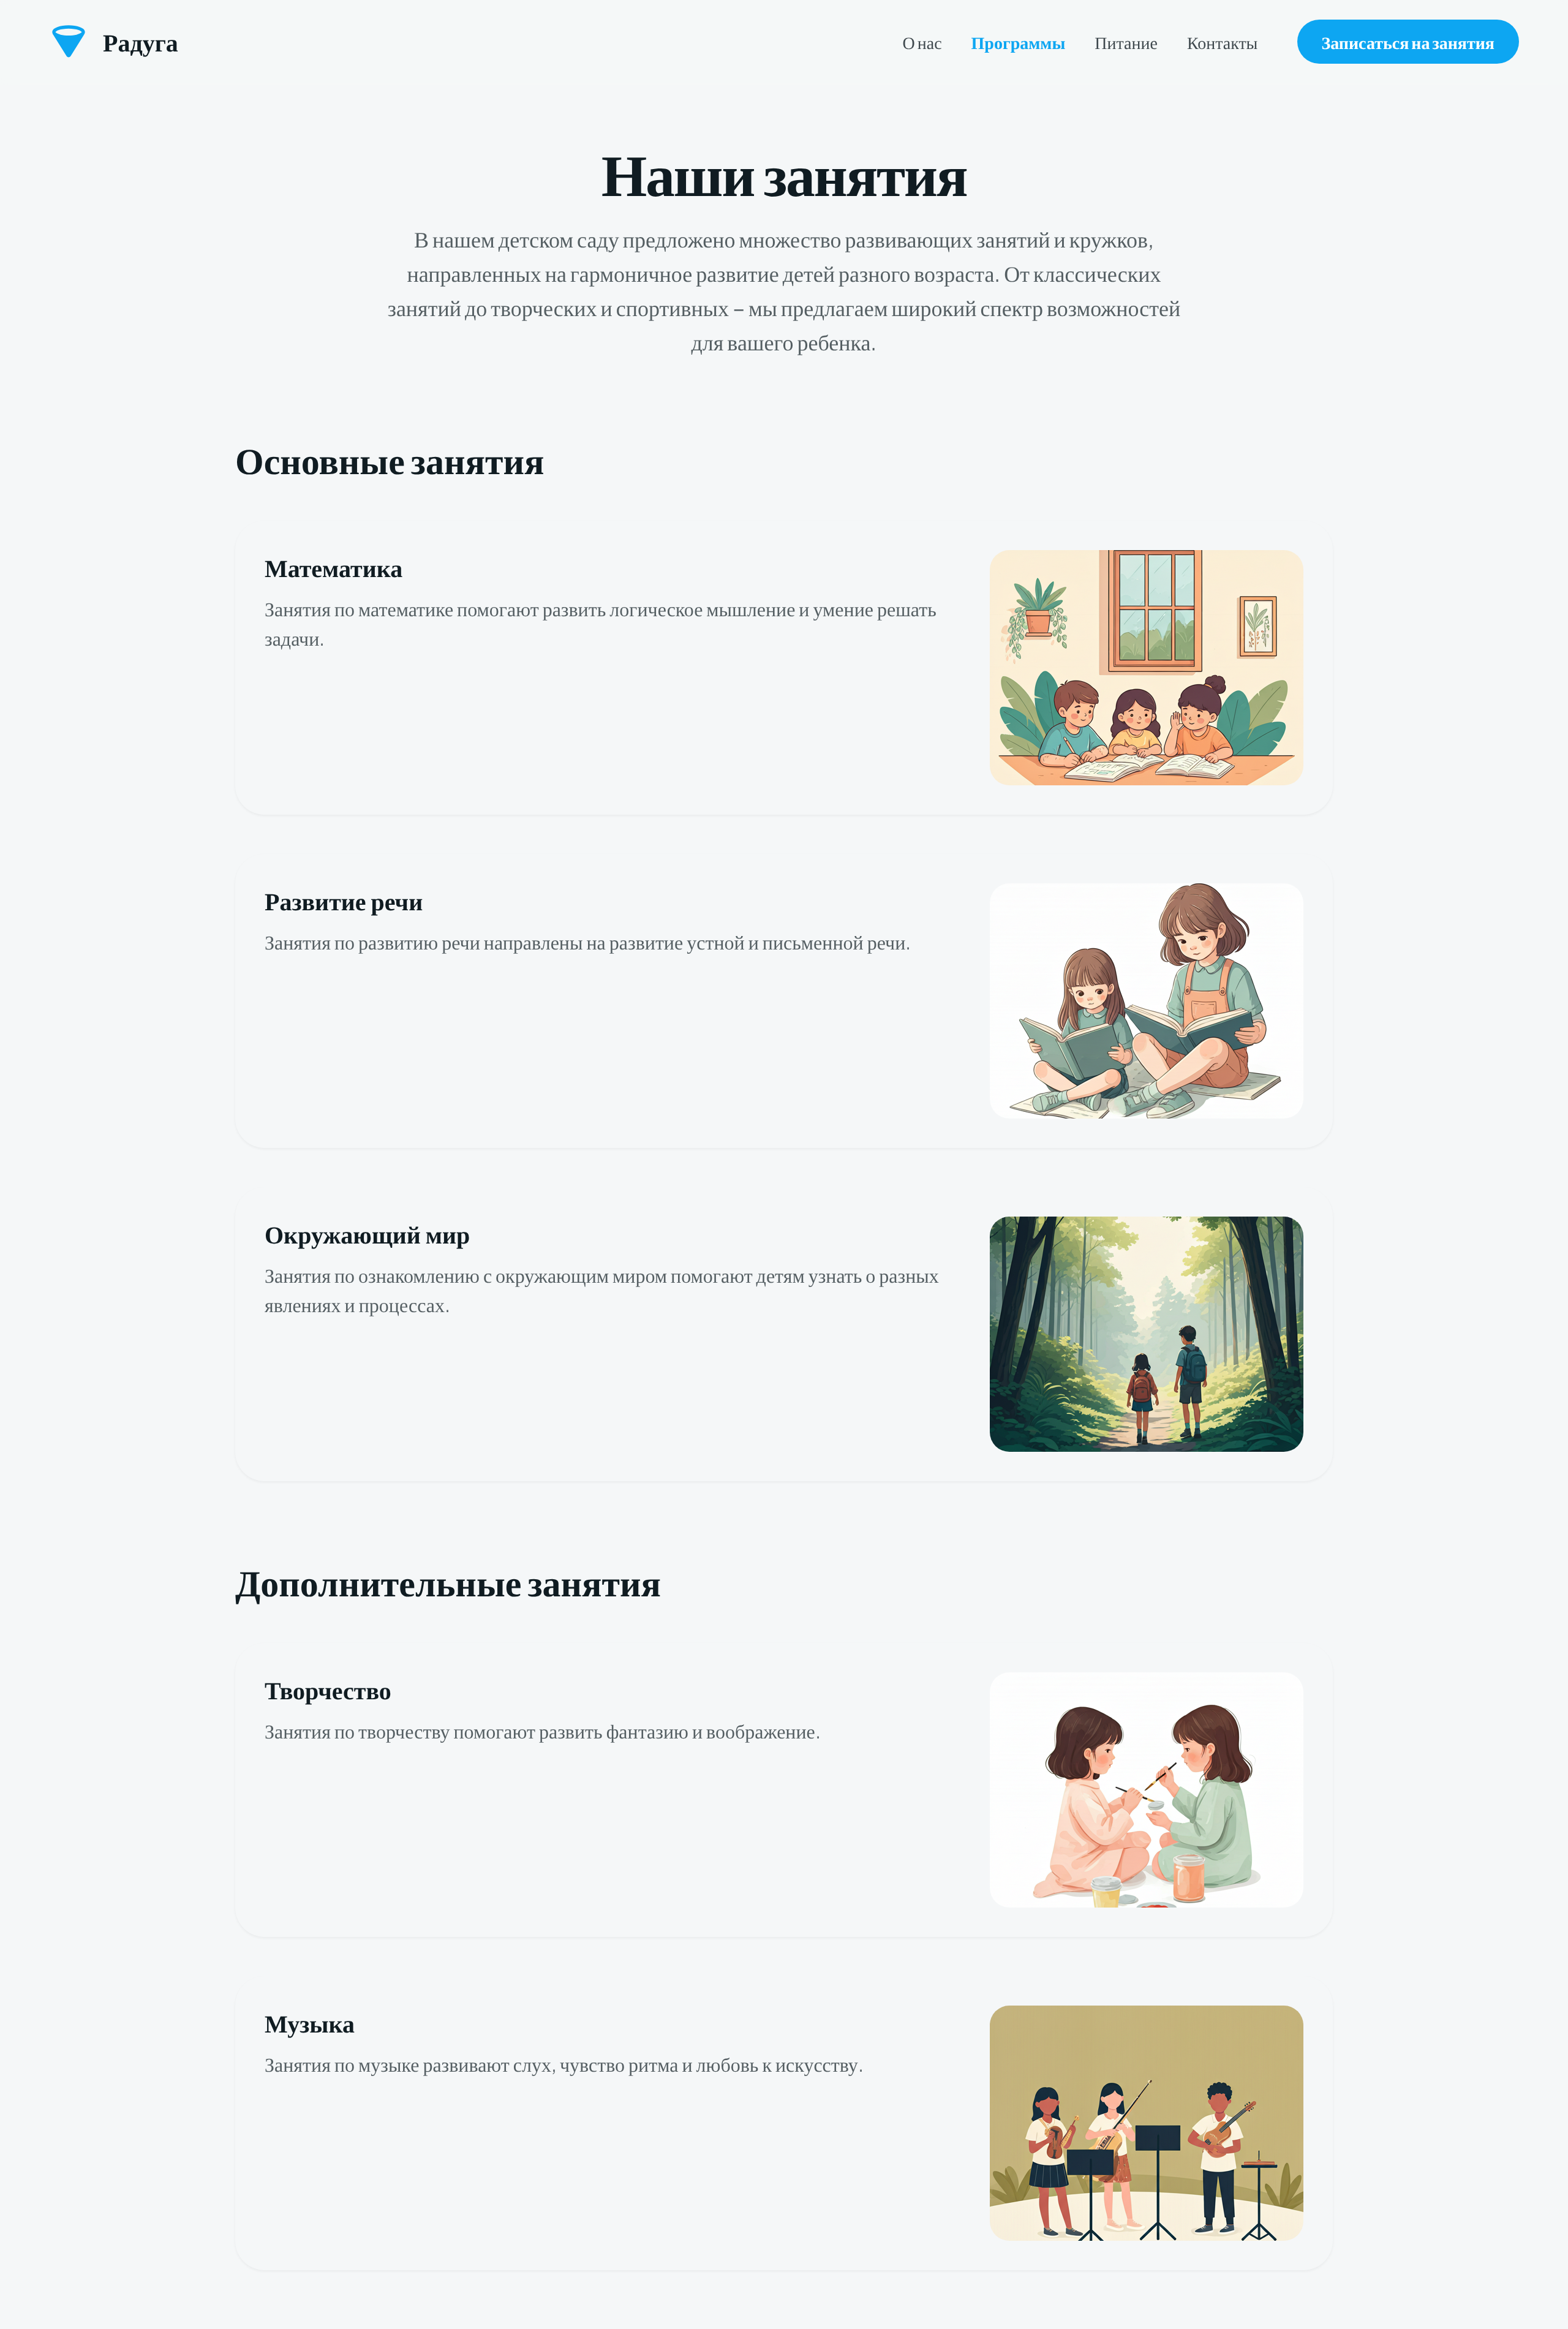 Радуга
О нас
Программы
Питание
Контакты
Записаться на занятия
Наши занятия
В нашем детском саду предложено множество развивающих занятий и кружков,
направленных на гармоничное развитие детей разного возраста. От классических
занятий до творческих и спортивных – мы предлагаем широкий спектр возможностей
для вашего ребенка.
Основные занятия
Математика
Занятия по математике помогают развить логическое мышление и умение решать
задачи.
Развитие речи
Занятия по развитию речи направлены на развитие устной и письменной речи.
Окружающий мир
Занятия по ознакомлению с окружающим миром помогают детям узнать о разных
явлениях и процессах.
Дополнительные занятия
Творчество
Занятия по творчеству помогают развить фантазию и воображение.
Музыка
Занятия по музыке развивают слух, чувство ритма и любовь к искусству.